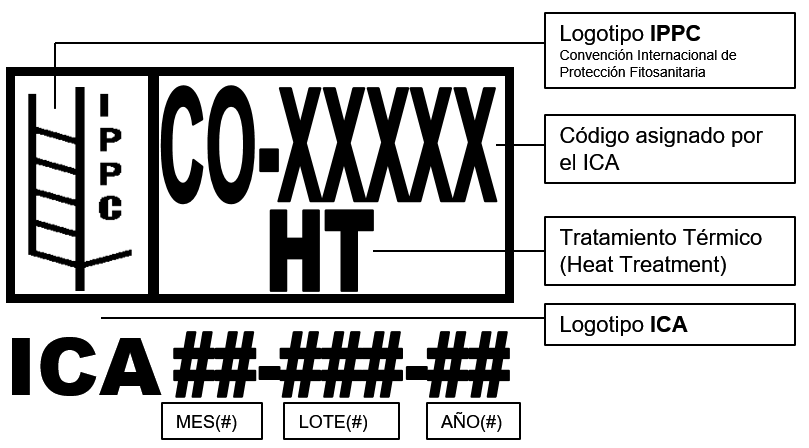 Logotipo IPPC
Convención Internacional de
Protección Fitosanitaria
IPPC
CO-XXXXX
HT
Código asignado por
el ICA
Tratamiento Térmico
(Heat Treatment)
Logotipo ICA
ICA ##-###-##
MES(#) LOTE(#) AÑO(#)